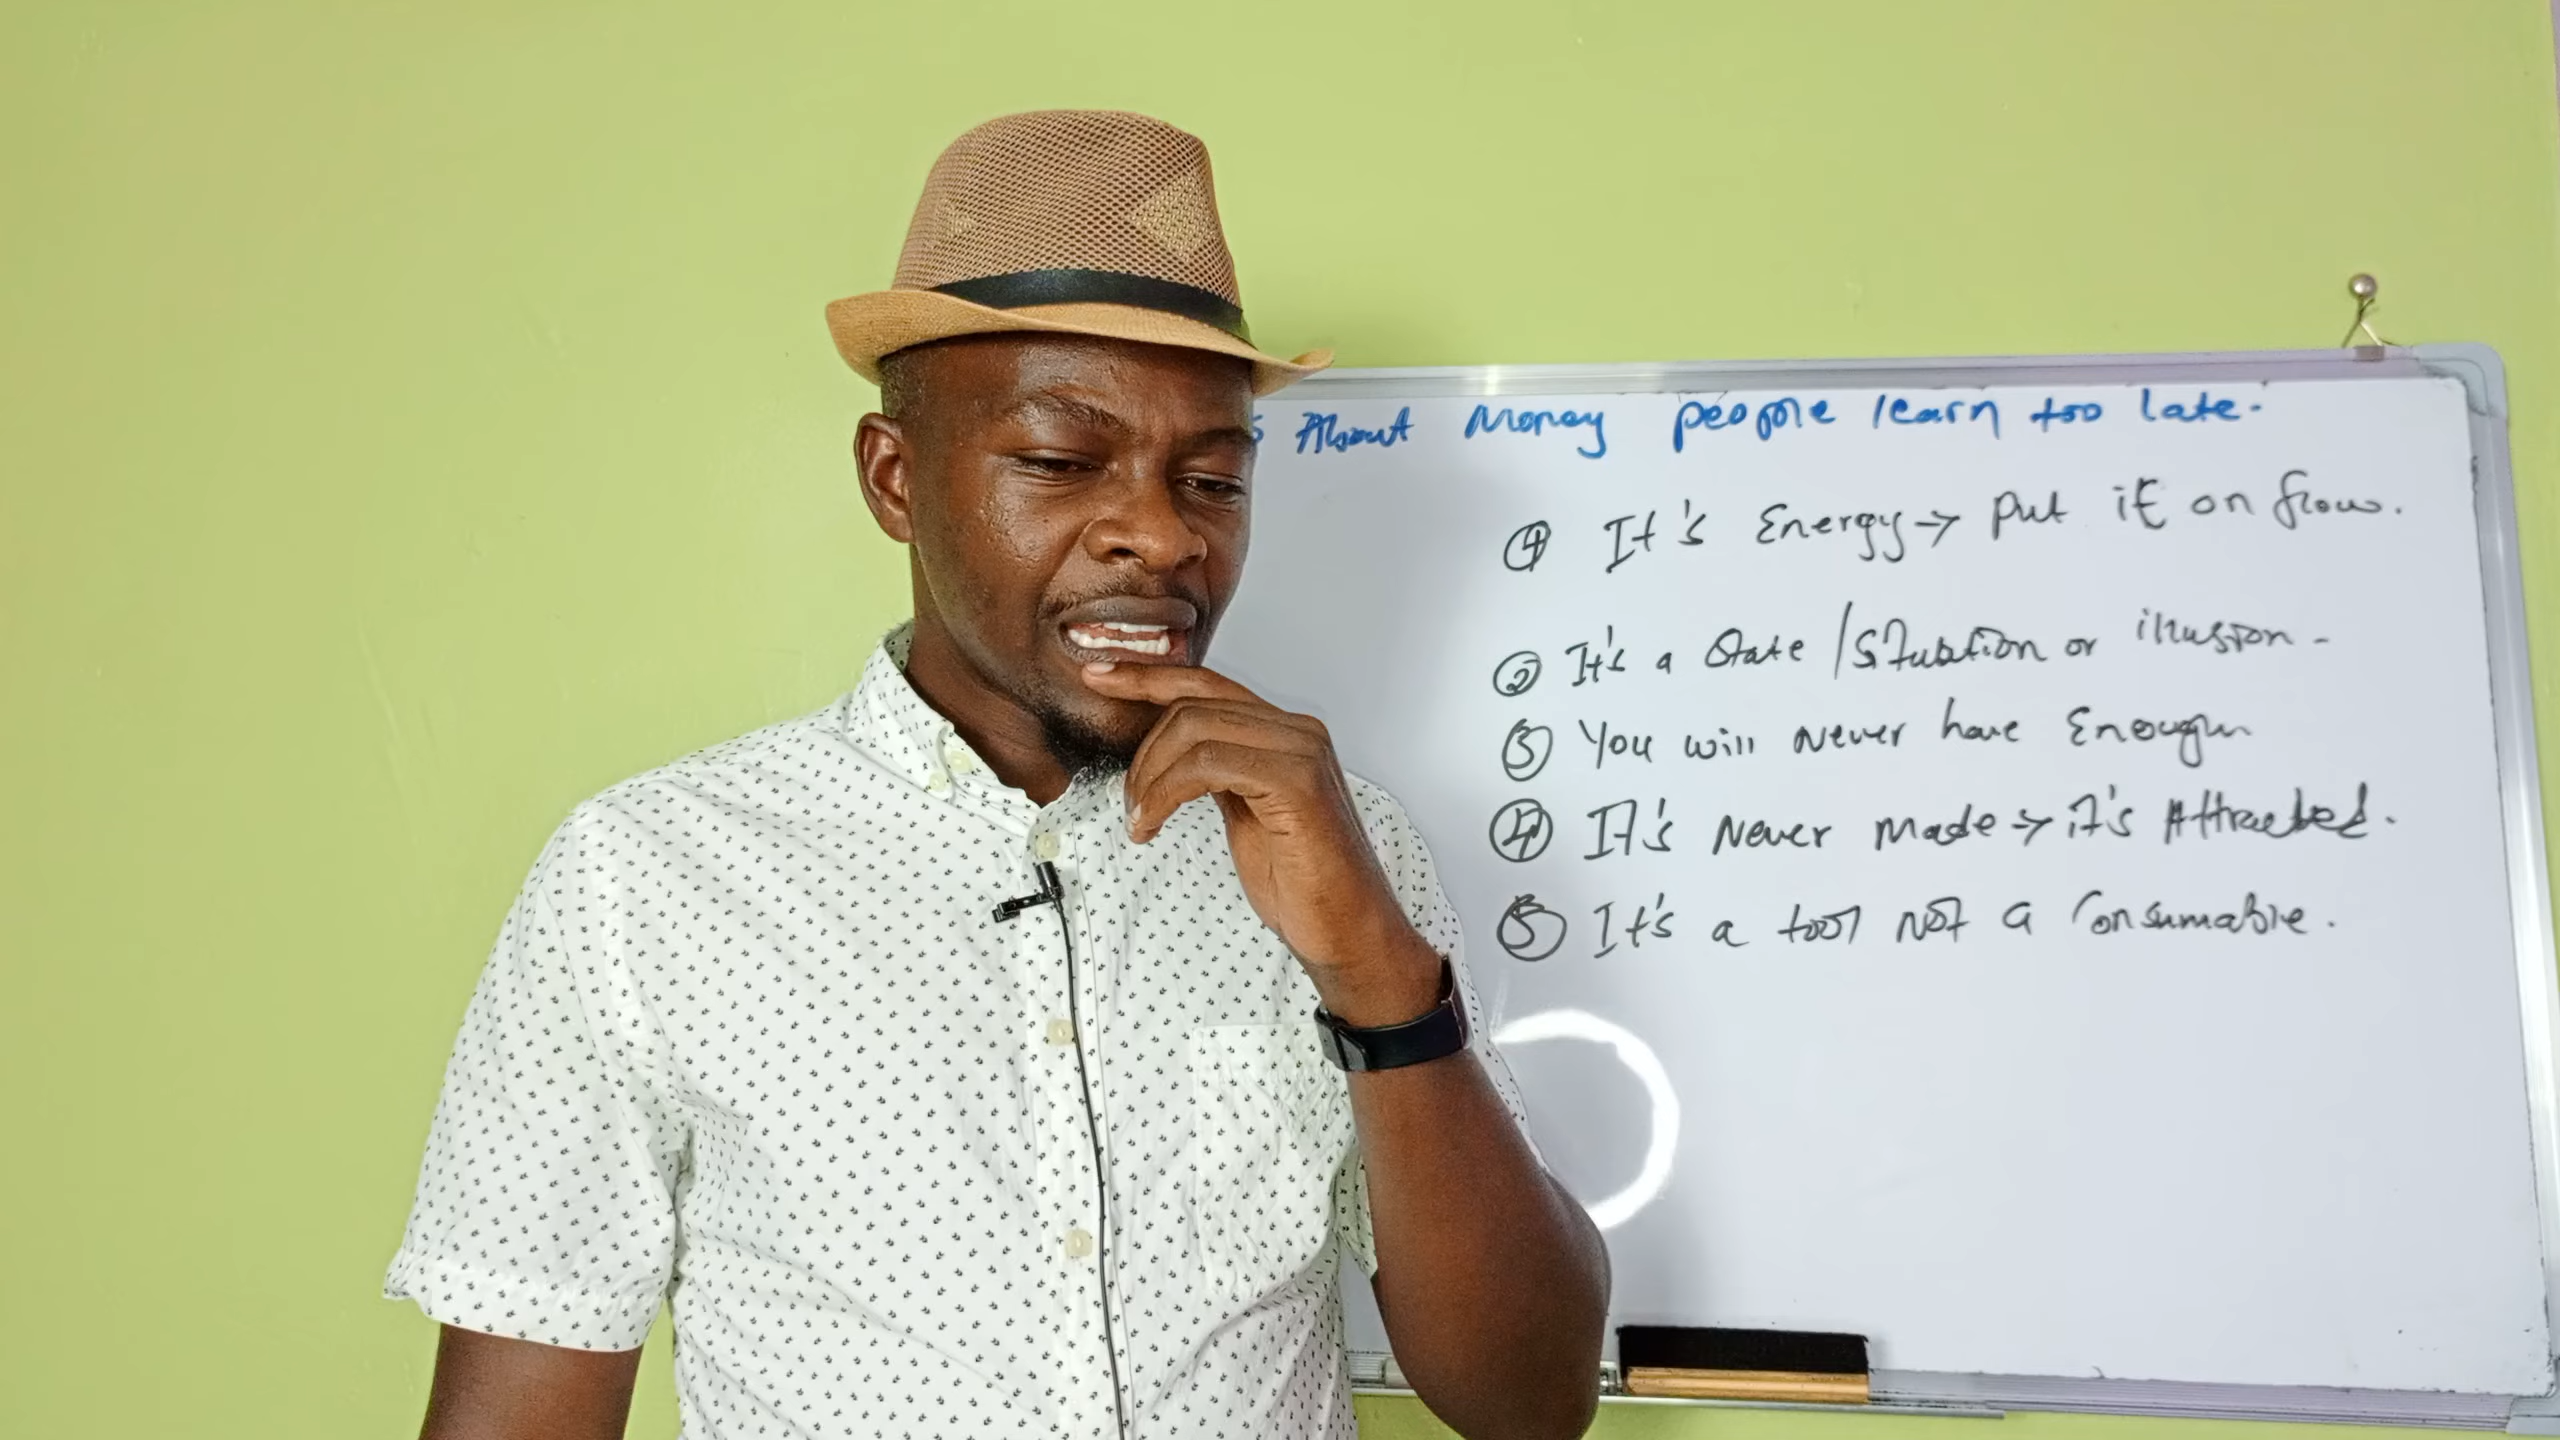 s About Money people learn too late.
① It's Energy → Put it on flow.
② It's a State / Situation or illusion -
③ You will Never have Enough
④ It's Never Made → it's Attracted.
⑤ It's a tool Not a Consumable.